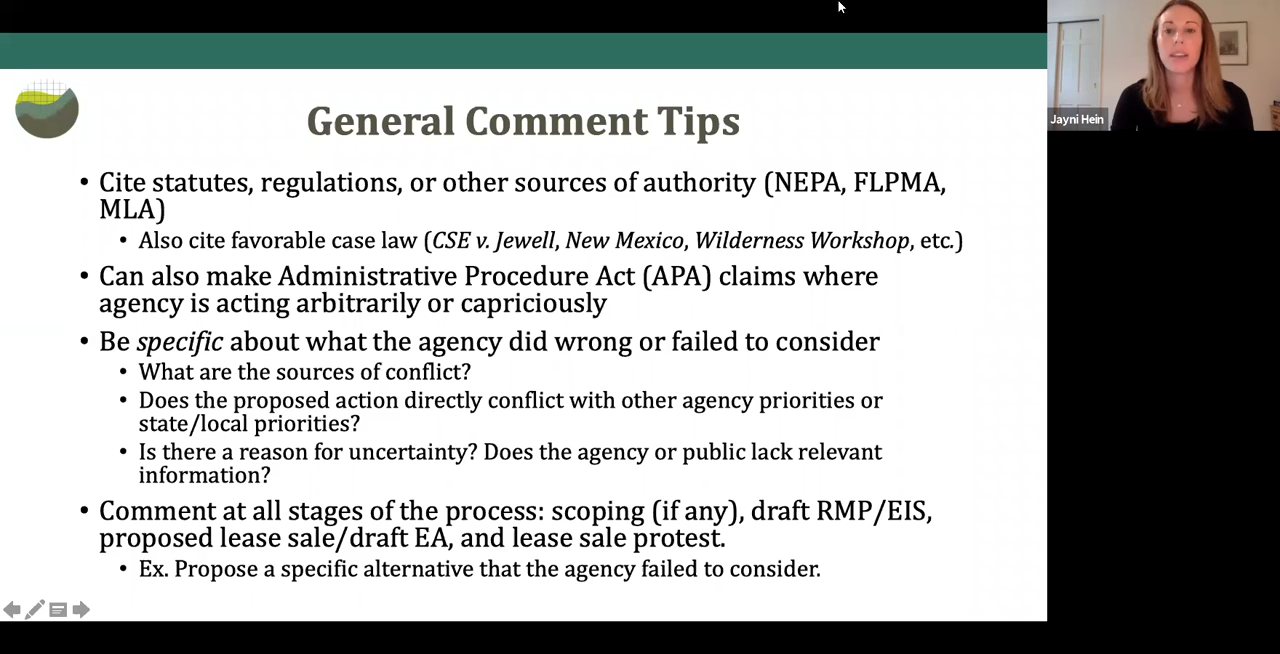 General Comment Tips
• Cite statutes, regulations, or other sources of authority (NEPA, FLPMA,
MLA)
• Also cite favorable case law (CSE v. Jewell, New Mexico, Wilderness Workshop, etc.)
• Can also make Administrative Procedure Act (APA) claims where
agency is acting arbitrarily or capriciously
• Be specific about what the agency did wrong or failed to consider
• What are the sources of conflict?
• Does the proposed action directly conflict with other agency priorities or
state/local priorities?
• Is there a reason for uncertainty? Does the agency or public lack relevant
information?
• Comment at all stages of the process: scoping (if any), draft RMP/EIS,
proposed lease sale/draft EA, and lease sale protest.
• Ex. Propose a specific alternative that the agency failed to consider.
Jayni Hein